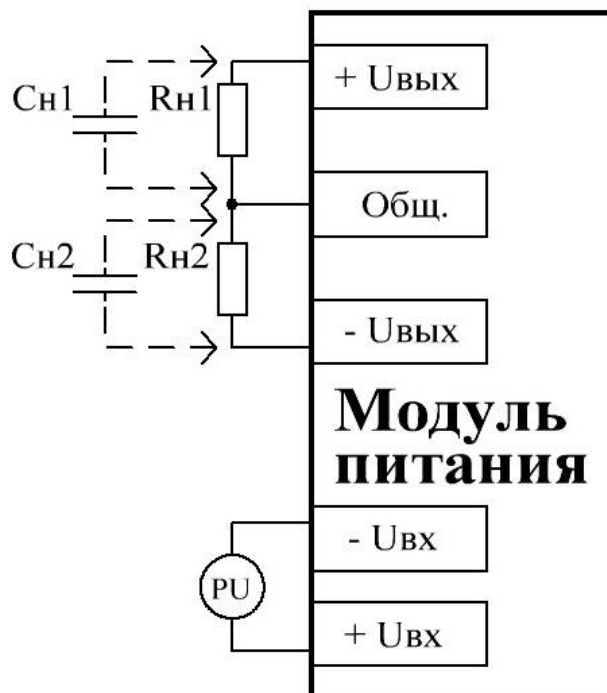 + Uвых
Сн1
Rн1
Общ.
Сн2
Rн2
- Uвых
Модуль
питания
- Uвх
PU
+ Uвх